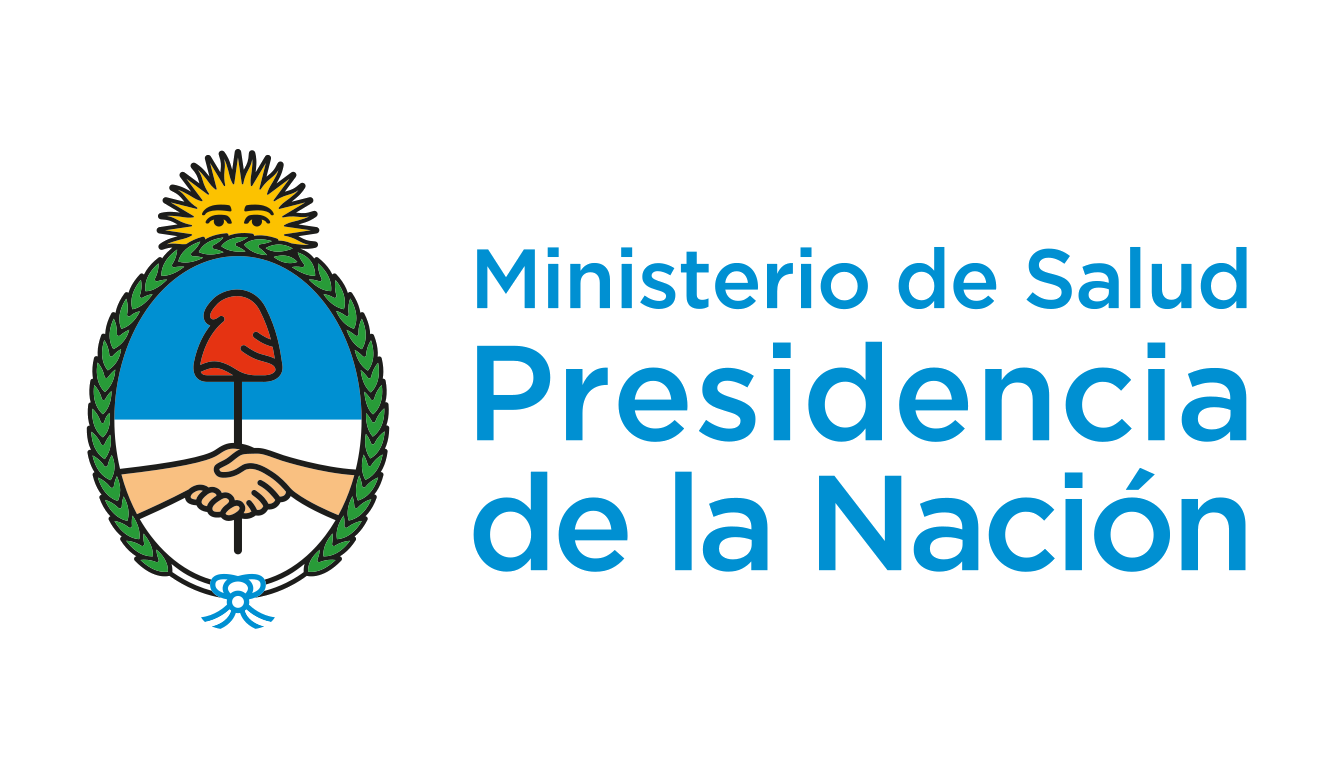 Ministerio de Salud
Presidencia
de la Nación